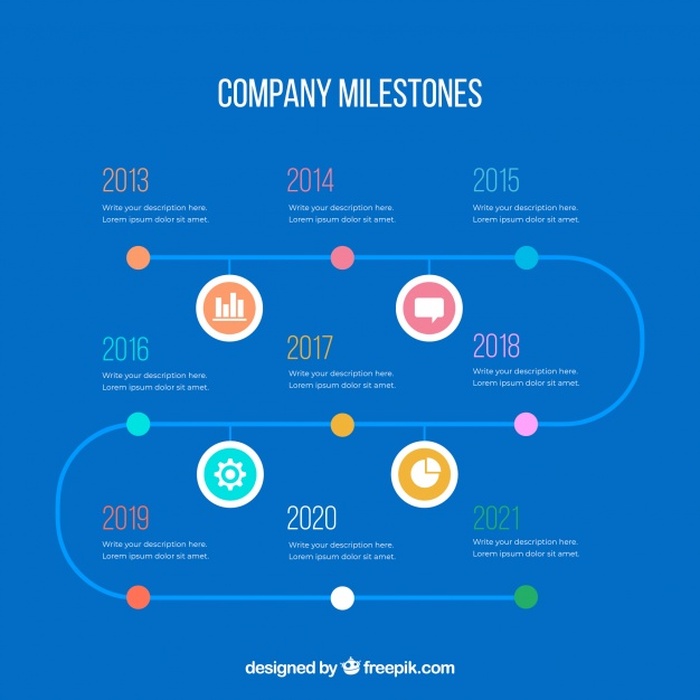 COMPANY MILESTONES
2013
Write your description here.
Lorem ipsum dolor sit amet.
2014
Write your description here.
Lorem ipsum dolor sit amet.
2015
Write your description here.
Lorem ipsum dolor sit amet.
2016
Write your description here.
Lorem ipsum dolor sit amet.
2017
Write your description here.
Lorem ipsum dolor sit amet.
2018
Write your description here.
Lorem ipsum dolor sit amet.
2019
Write your description here.
Lorem ipsum dolor sit amet.
2020
Write your description here.
Lorem ipsum dolor sit amet.
2021
Write your description here.
Lorem ipsum dolor sit amet.
designed by freepik.com